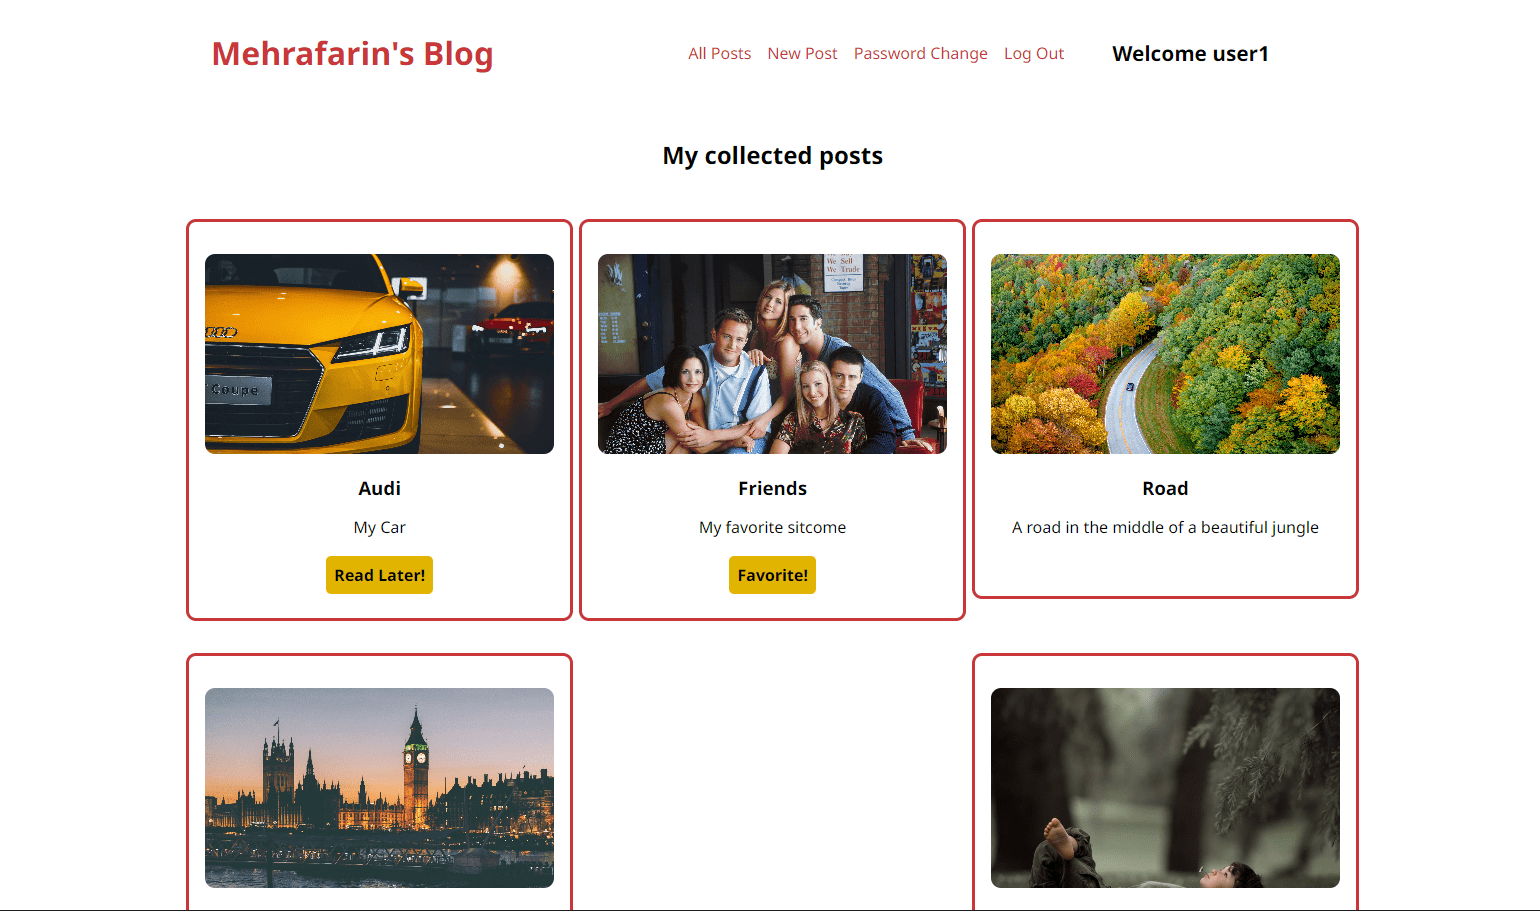 Mehrafarin's Blog
All Posts New Post Password Change Log Out
Welcome user1
My collected posts
Coupe
We Sell
We Trade
Audi
My Car
Read Later!
Friends
My favorite sitcome
Favorite!
Road
A road in the middle of a beautiful jungle